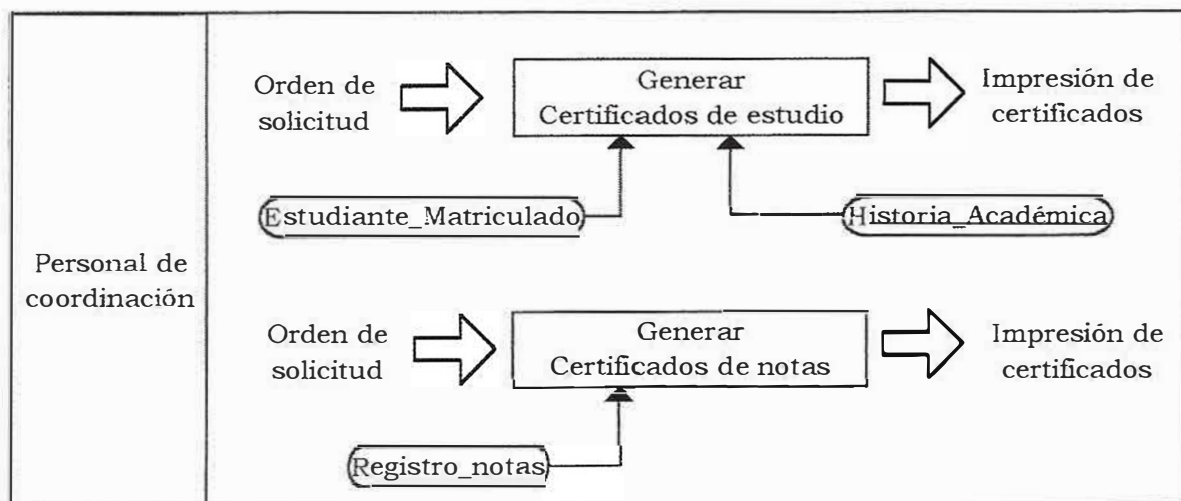 Personal de
coordinación
Orden de
solicitud
Generar
Certificados de estudio
Impresión de
certificados
Estudiante_Matriculado
Historia_Académica
Orden de
solicitud
Generar
Certificados de notas
Impresión de
certificados
Registro_notas